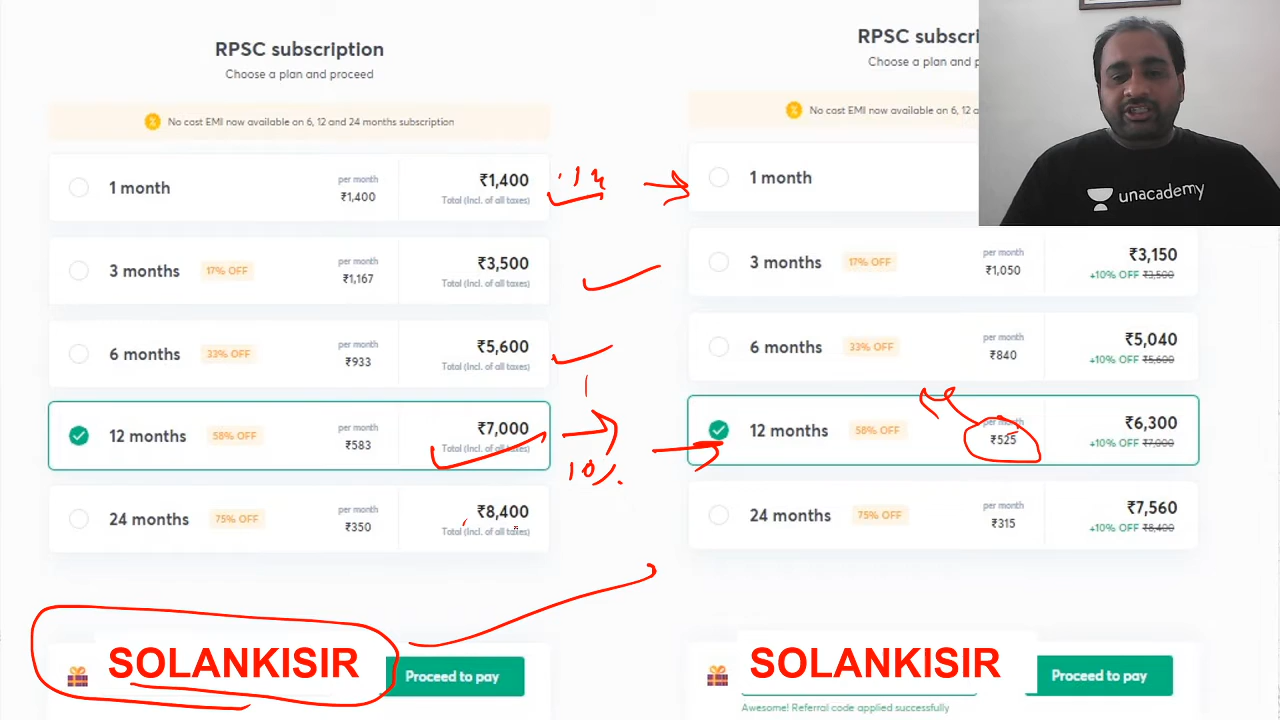 RPSC subscription
Choose a plan and proceed
No cost EMI now available on 6, 12 and 24 months subscription
1 month
per month
₹1,400
₹1,400
Total (Incl. of all taxes)
3 months
17% OFF
per month
₹1,167
₹3,500
Total (Incl. of all taxes)
6 months
33% OFF
per month
₹933
₹5,600
Total (Incl. of all taxes)
12 months
58% OFF
per month
₹583
₹7,000
Total (Incl. of all taxes)
24 months
75% OFF
per month
₹350
₹8,400
Total (Incl. of all taxes)
SOLANKISIR
Proceed to pay
10%
RPSC subscri
Choose a plan and p
No cost EMI now available on 6, 12 a
1 month
3 months
17% OFF
per month
₹1,050
₹3,150
+10% OFF ₹3,500
6 months
33% OFF
per month
₹840
₹5,040
+10% OFF ₹5,600
12 months
58% OFF
per month
₹525
₹6,300
+10% OFF ₹7,000
24 months
75% OFF
per month
₹315
₹7,560
+10% OFF ₹8,400
SOLANKISIR
Proceed to pay
Awesome! Referral code applied successfully
unacademy